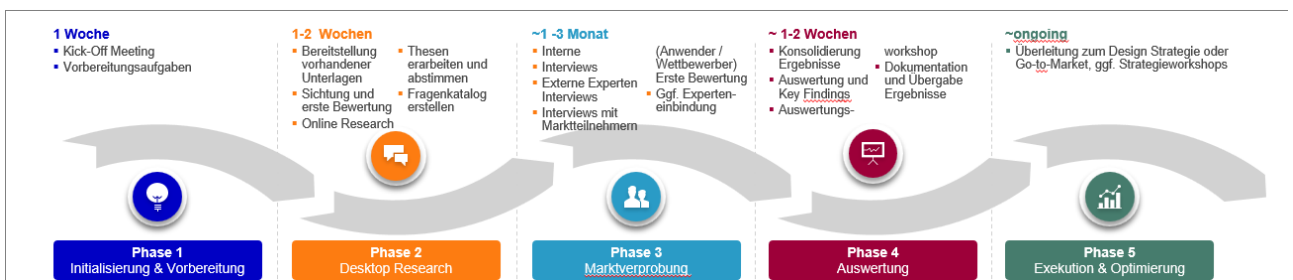 1 Woche
Kick-Off Meeting
Vorbereitungsaufgaben
1-2 Wochen
Bereitstellung
vorhandener
Unterlagen
Sichtung und
erste Bewertung
Online Research
Thesen
erarbeiten und
abstimmen
Fragenkatalog
erstellen
~1 -3 Monat
Interne
Interviews
Externe Experten
Interviews
Interviews mit
Marktteilnehmern
(Anwender /
Wettbewerber)
Erste Bewertung
Ggf. Experten-
einbindung
~ 1-2 Wochen
Konsolidierung
Ergebnisse
Auswertung und
Key Findings
Auswertungs-
workshop
Dokumentation
und Übergabe
Ergebnisse
~ongoing
Überleitung zum Design Strategie oder
Go-to-Market, ggf. Strategieworkshops
Phase 1
Initialisierung & Vorbereitung
Phase 2
Desktop Research
Phase 3
Marktverprobung
Phase 4
Auswertung
Phase 5
Exekution & Optimierung